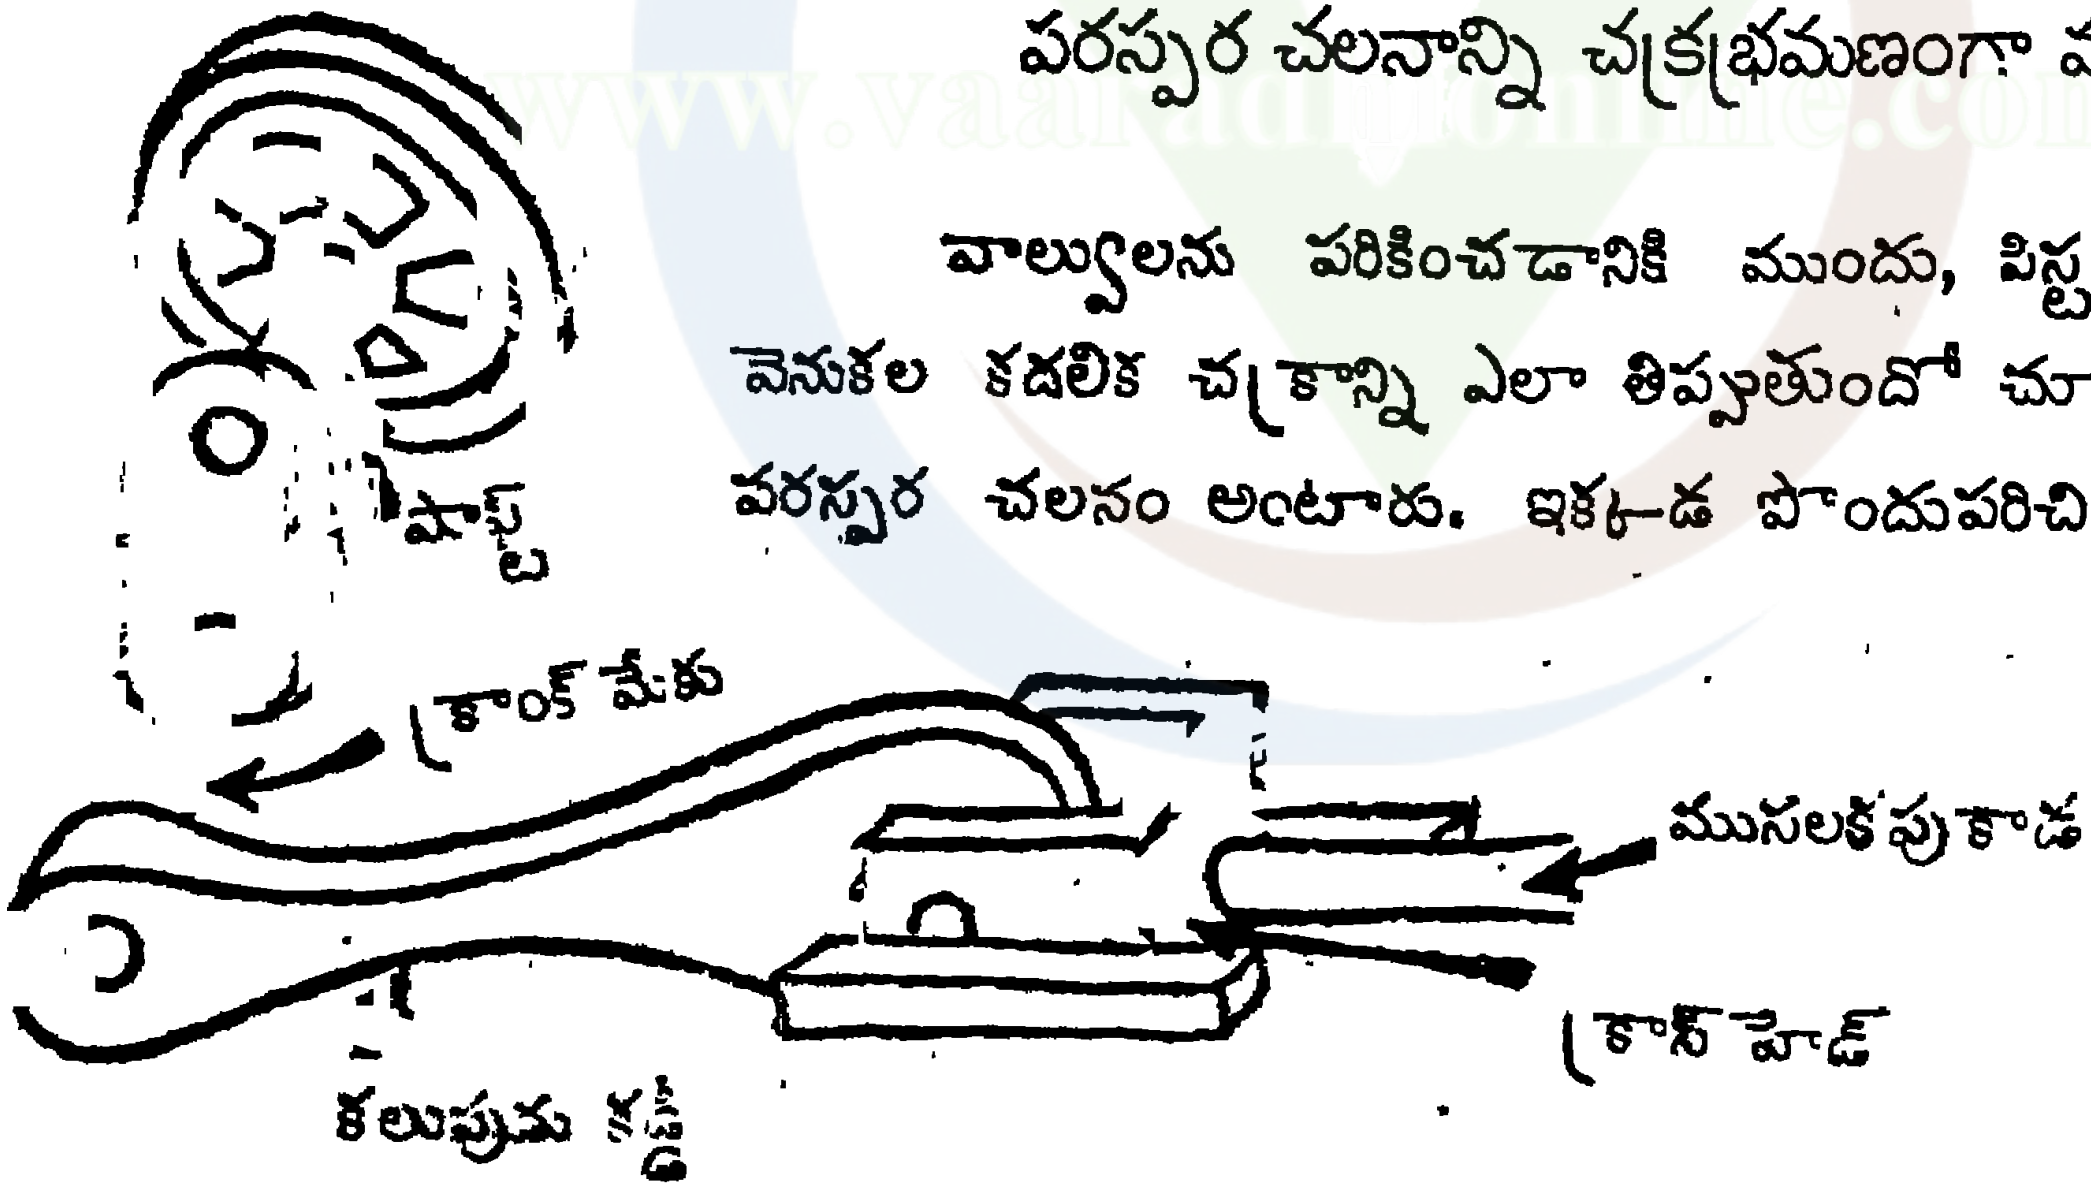 పరస్పర చలనాన్ని చక్రభ్రమణంగా
వాల్వులను పరికించడానికి ముందు,
వెనుకల కదలిక చక్రాన్ని ఎలా తిప్పుతుందో
పరస్పర చలనం అంటారు. ఇక్కడ పొందుపరిచి
షాఫ్ట్
క్రాంక్ మేకు
ముసలకపుకాడ
క్రాస్ హెడ్
కలుపుడు కడ్డీ